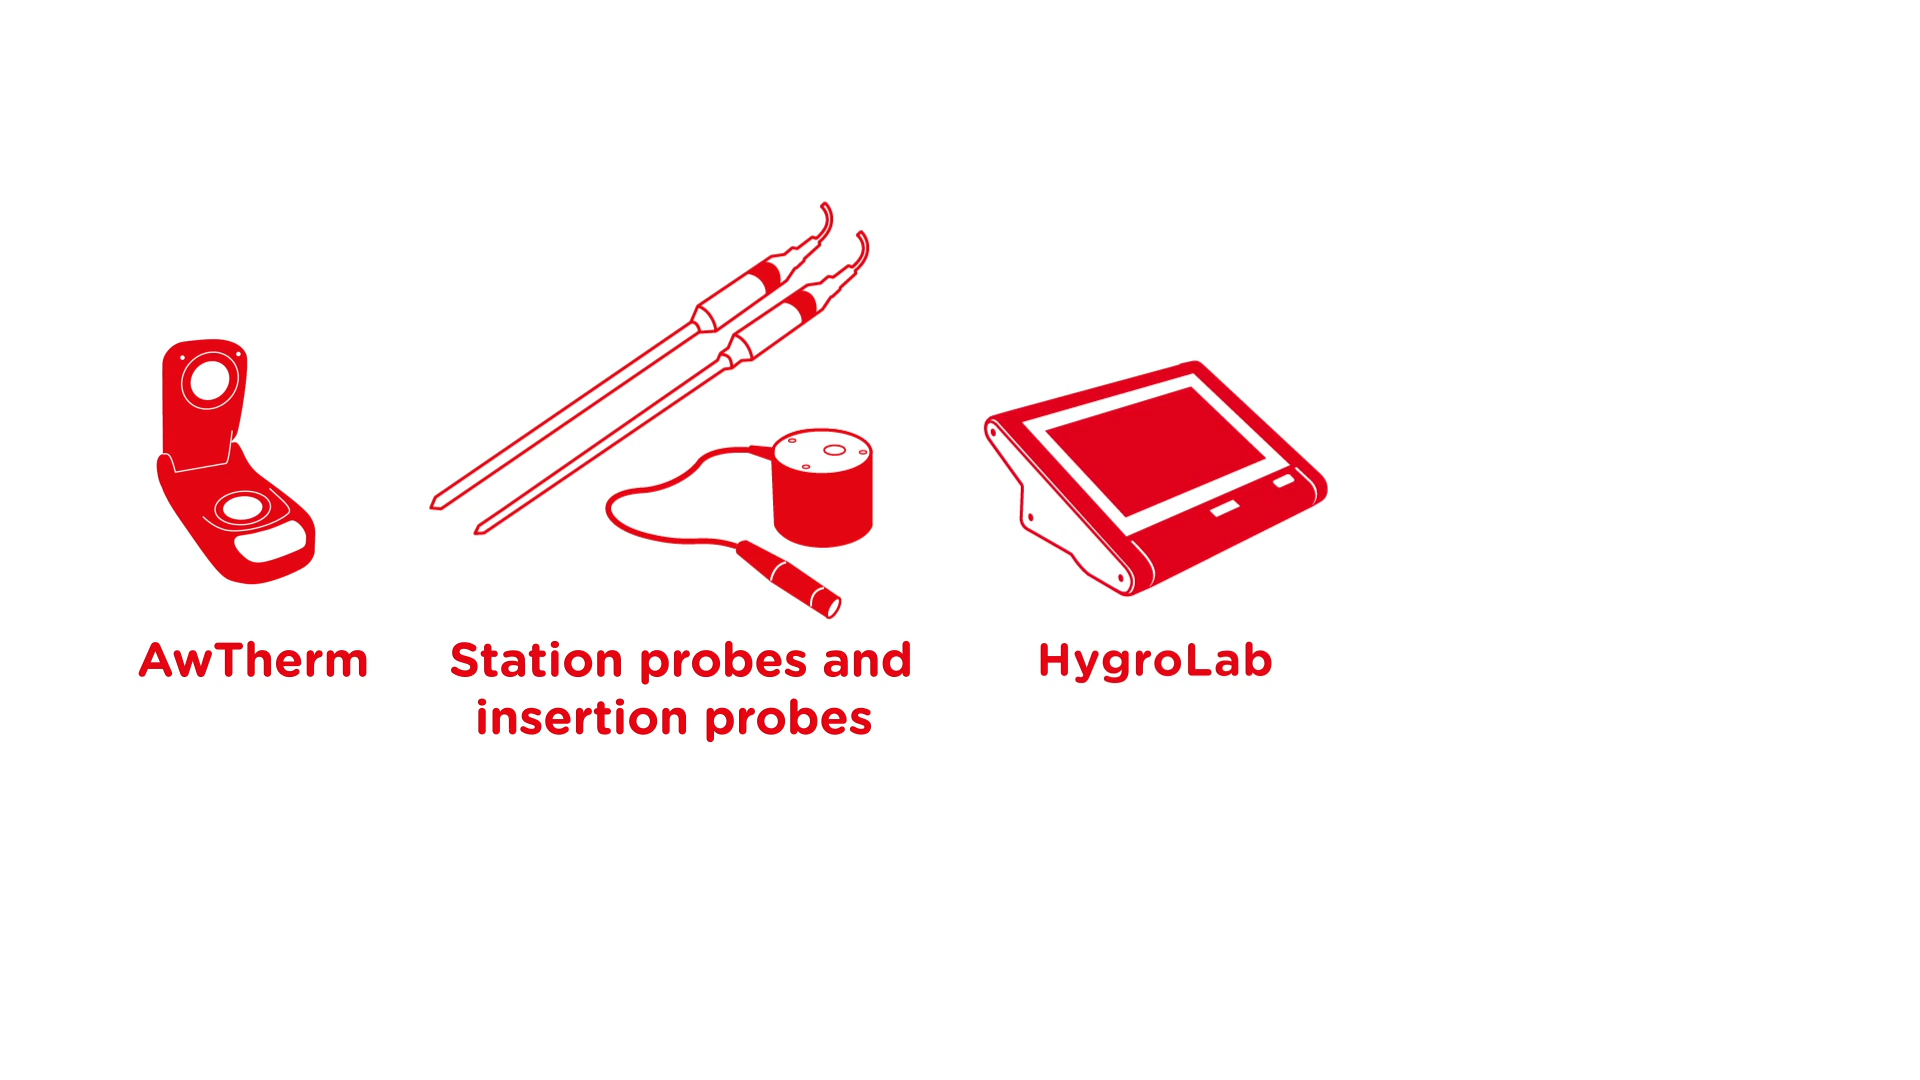 AwTherm
Station probes and
insertion probes
HygroLab